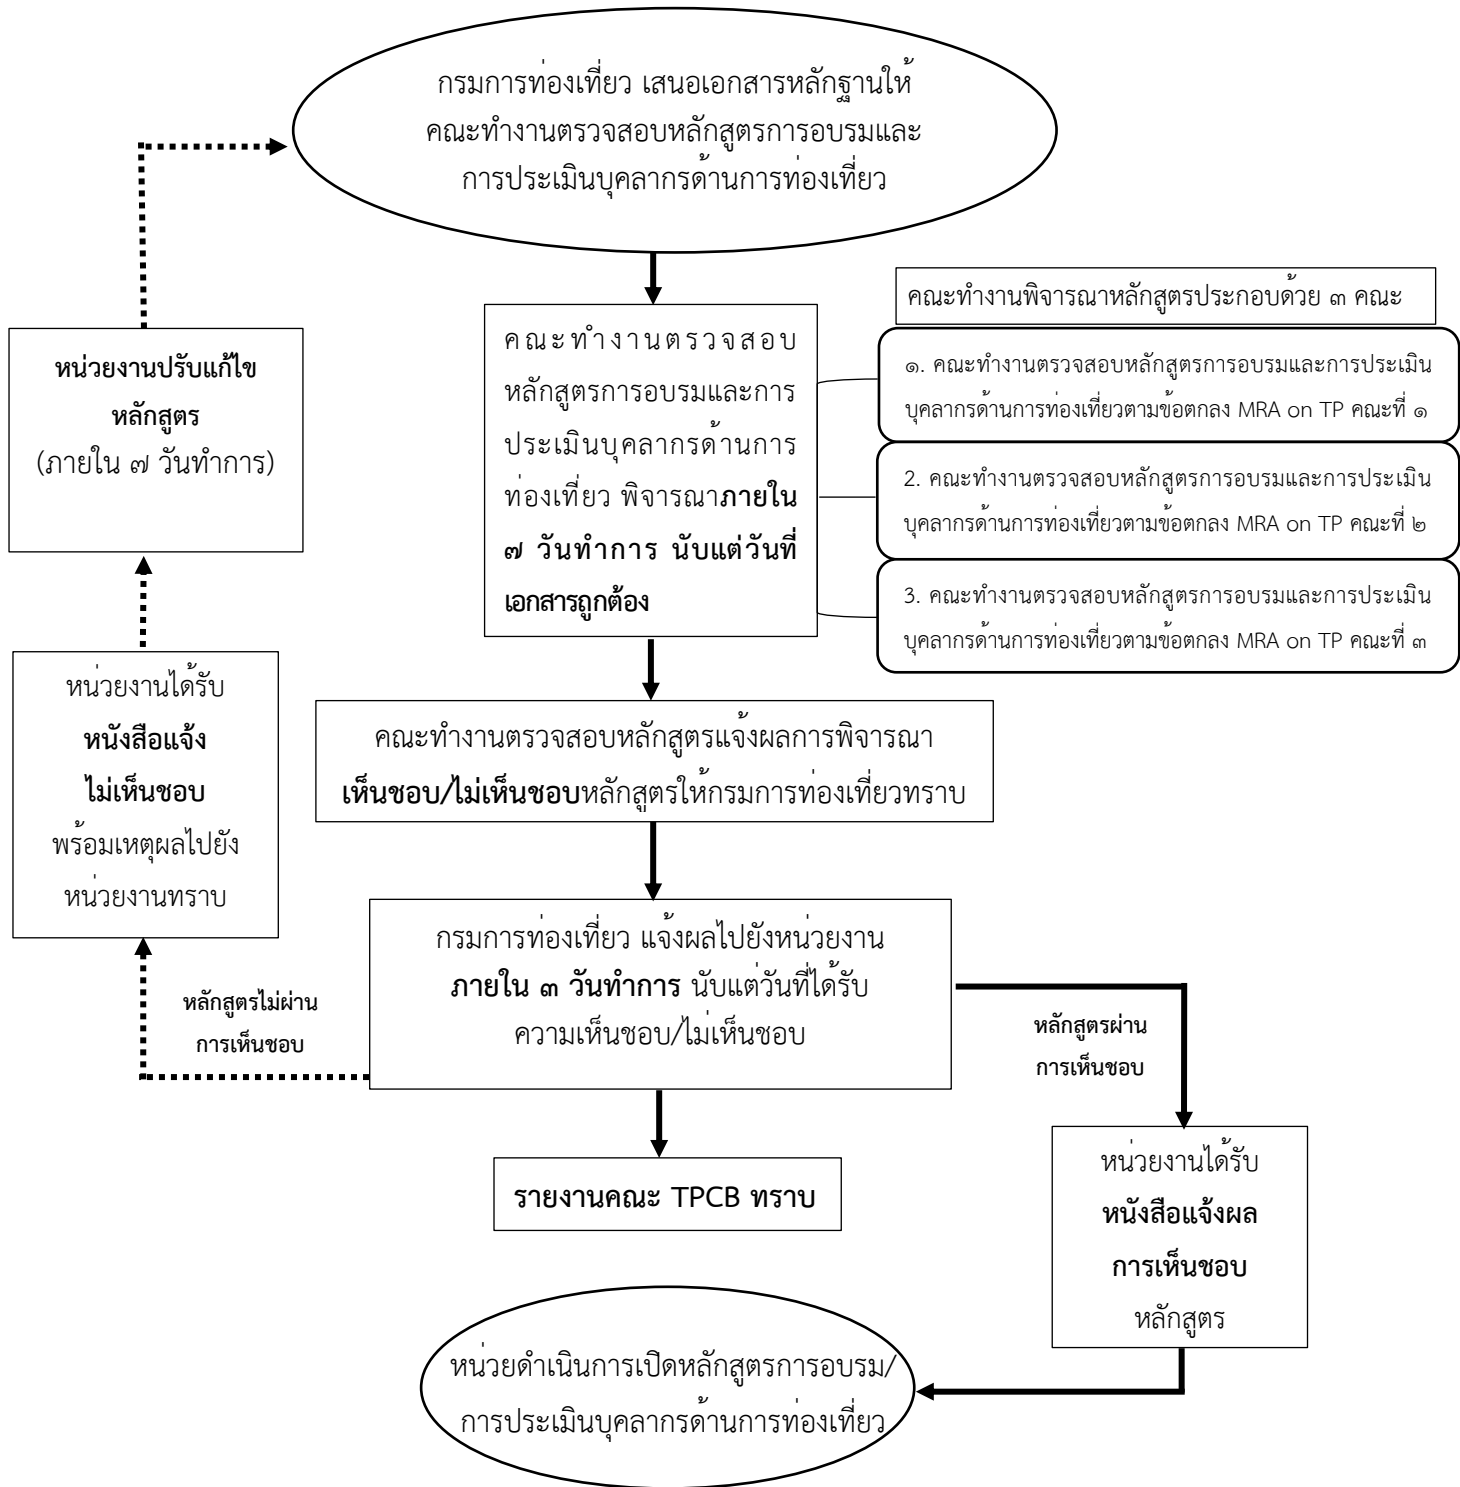 กรมการท่องเที่ยว เสนอเอกสารหลักฐานให้
คณะทำงานตรวจสอบหลักสูตรการอบรมและ
การประเมินบุคลากรด้านการท่องเที่ยว
คณะทำงานพิจารณาหลักสูตรประกอบด้วย ๓ คณะ
คณะทำงานตรวจสอบ
หลักสูตรการอบรมและการ
ประเมินบุคลากรด้านการ
ท่องเที่ยว พิจารณาภายใน
๗ วันทำการ นับแต่วันที่
เอกสารถูกต้อง
๑. คณะทำงานตรวจสอบหลักสูตรการอบรมและการประเมิน
บุคลากรด้านการท่องเที่ยวตามข้อตกลง MRA on TP คณะที่ ๑
2. คณะทำงานตรวจสอบหลักสูตรการอบรมและการประเมิน
บุคลากรด้านการท่องเที่ยวตามข้อตกลง MRA on TP คณะที่ ๒
3. คณะทำงานตรวจสอบหลักสูตรการอบรมและการประเมิน
บุคลากรด้านการท่องเที่ยวตามข้อตกลง MRA on TP คณะที่ ๓
หน่วยงานปรับแก้ไข
หลักสูตร
(ภายใน ๗ วันทำการ)
หน่วยงานได้รับ
หนังสือแจ้ง
ไม่เห็นชอบ
พร้อมเหตุผลไปยัง
หน่วยงานทราบ
คณะทำงานตรวจสอบหลักสูตรแจ้งผลการพิจารณา
เห็นชอบ/ไม่เห็นชอบหลักสูตรให้กรมการท่องเที่ยวทราบ
กรมการท่องเที่ยว แจ้งผลไปยังหน่วยงาน
ภายใน ๓ วันทำการ นับแต่วันที่ได้รับ
ความเห็นชอบ/ไม่เห็นชอบ
หลักสูตรไม่ผ่าน
การเห็นชอบ
หลักสูตรผ่าน
การเห็นชอบ
รายงานคณะ TPCB ทราบ
หน่วยงานได้รับ
หนังสือแจ้งผล
การเห็นชอบ
หลักสูตร
หน่วยดำเนินการเปิดหลักสูตรการอบรม/
การประเมินบุคลากรด้านการท่องเที่ยว